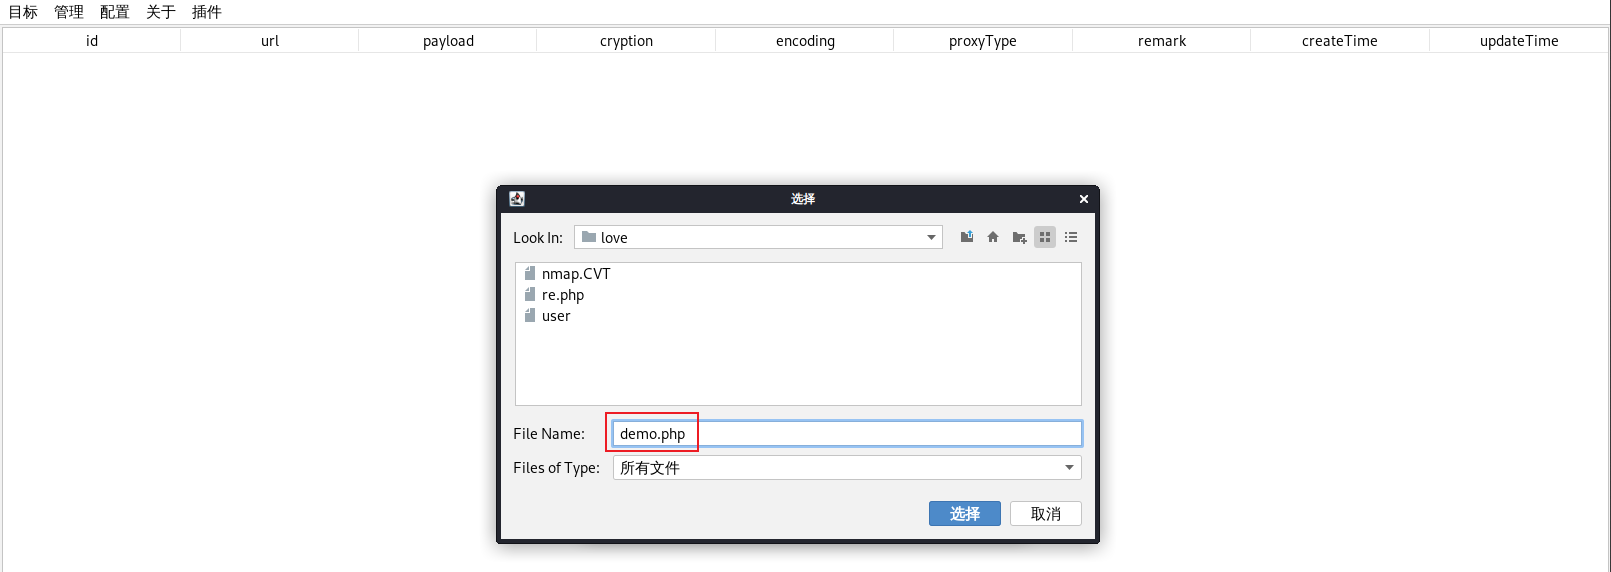 目标 管理 配置 关于 插件
id url payload cryption encoding proxyType remark createTime updateTime
选择
Look In: love
nmap.CVT
re.php
user
File Name: demo.php
Files of Type: 所有文件
选择 取消